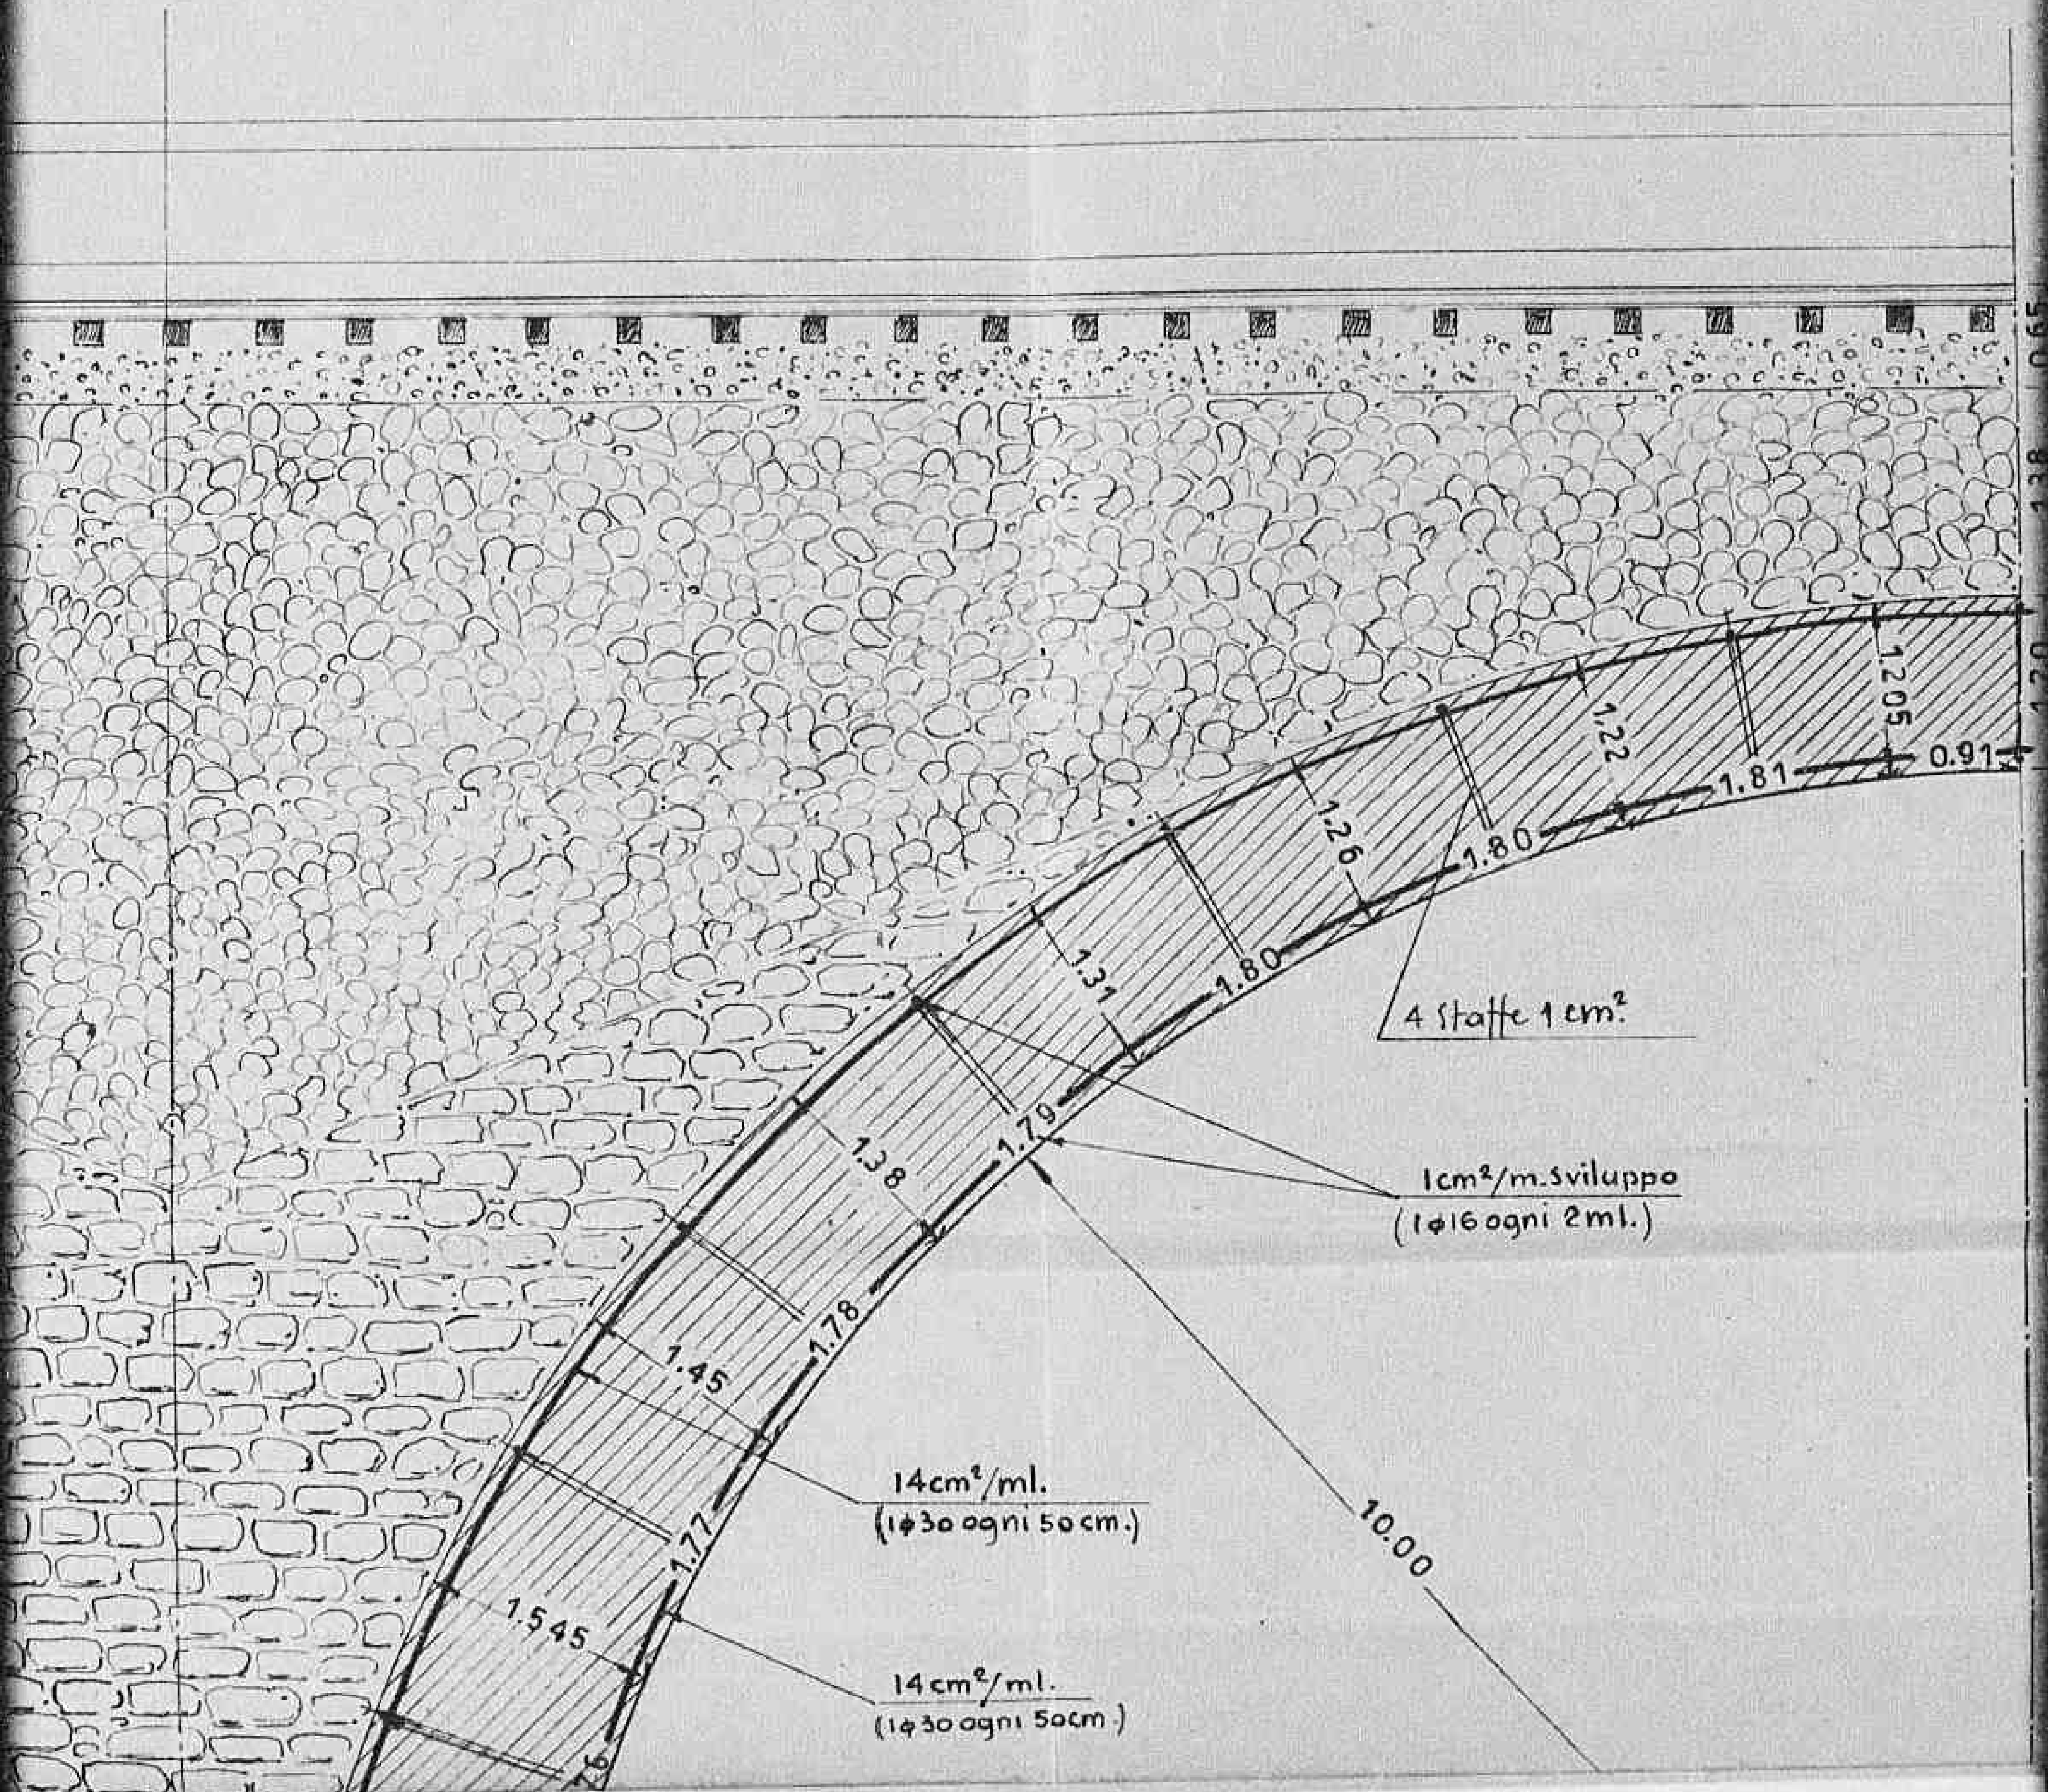 065
1.38
1.20
1.205
0.91
1.22
1.81
1.26
1.80
1.31
1.80
4 staffe 1 cm²
1.79
1.38
1cm²/m.sviluppo
(1ϕ16 ogni 2ml.)
1.78
1.45
14cm²/ml.
(1ϕ30 ogni 50cm.)
10.00
1.77
1.545
14cm²/ml.
(1ϕ30 ogni 50cm.)
76